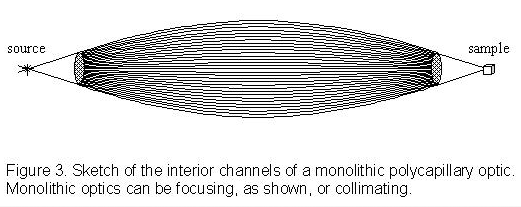 source
sample
Figure 3. Sketch of the interior channels of a monolithic polycapillary optic.
Monolithic optics can be focusing, as shown, or collimating.